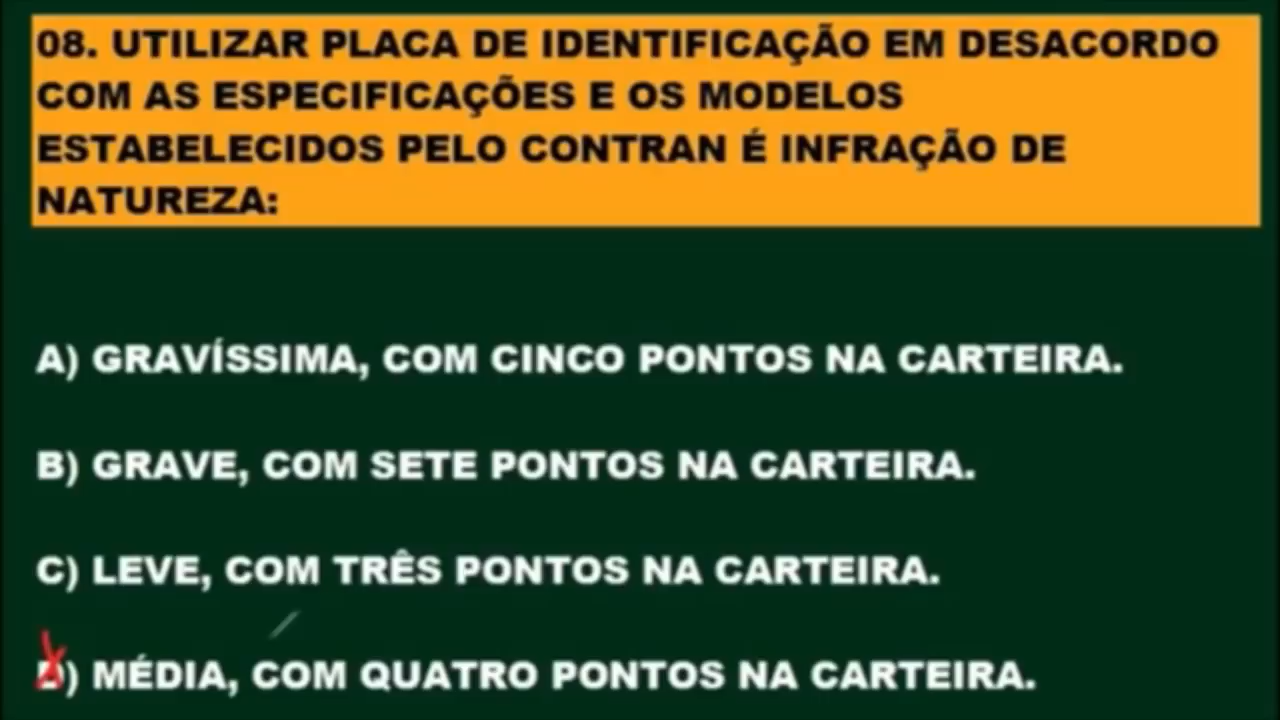 08. UTILIZAR PLACA DE IDENTIFICAÇÃO EM DESACORDO
COM AS ESPECIFICAÇÕES E OS MODELOS
ESTABELECIDOS PELO CONTRAN É INFRAÇÃO DE
NATUREZA:
A) GRAVÍSSIMA, COM CINCO PONTOS NA CARTEIRA.
B) GRAVE, COM SETE PONTOS NA CARTEIRA.
C) LEVE, COM TRÊS PONTOS NA CARTEIRA.
D) MÉDIA, COM QUATRO PONTOS NA CARTEIRA.